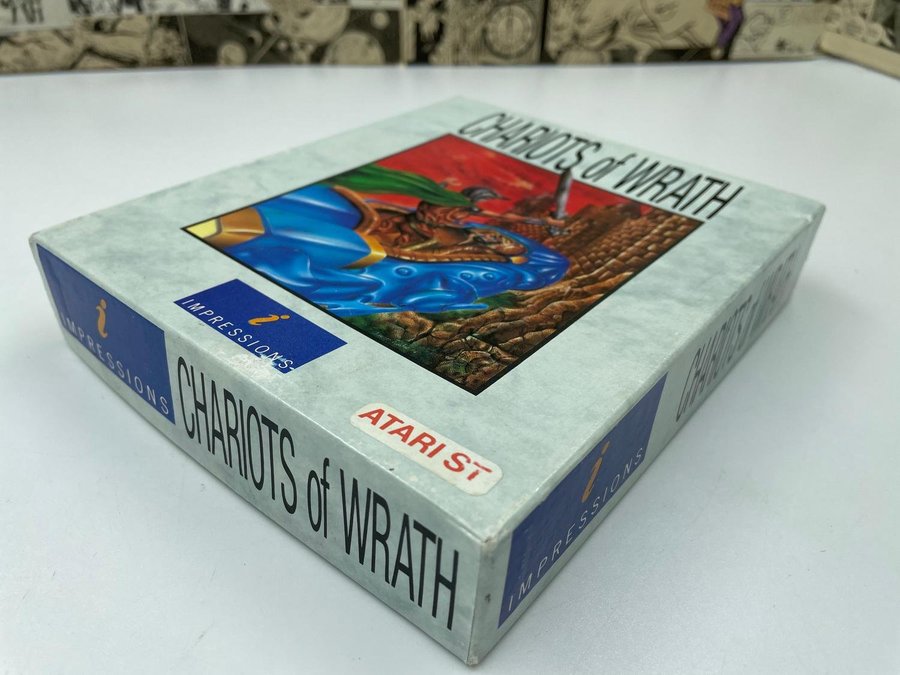 CHARIOTS of WRATH
i
IMPRESSIONS
ATARI ST
i
IMPRESSIONS
CHARIOTS of WRATH
i
IMPRESSIONS
CHARIOTS of WRATH